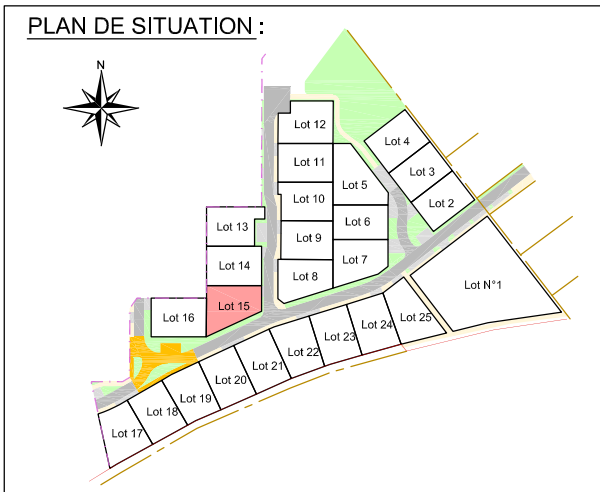 PLAN DE SITUATION :
N
Lot 12
Lot 4
Lot 11
Lot 3
Lot 5
Lot 10
Lot 2
Lot 6
Lot 13
Lot 9
Lot 7
Lot 14
Lot 8
Lot N°1
Lot 15
Lot 16
Lot 25
Lot 24
Lot 23
Lot 22
Lot 21
Lot 20
Lot 19
Lot 18
Lot 17